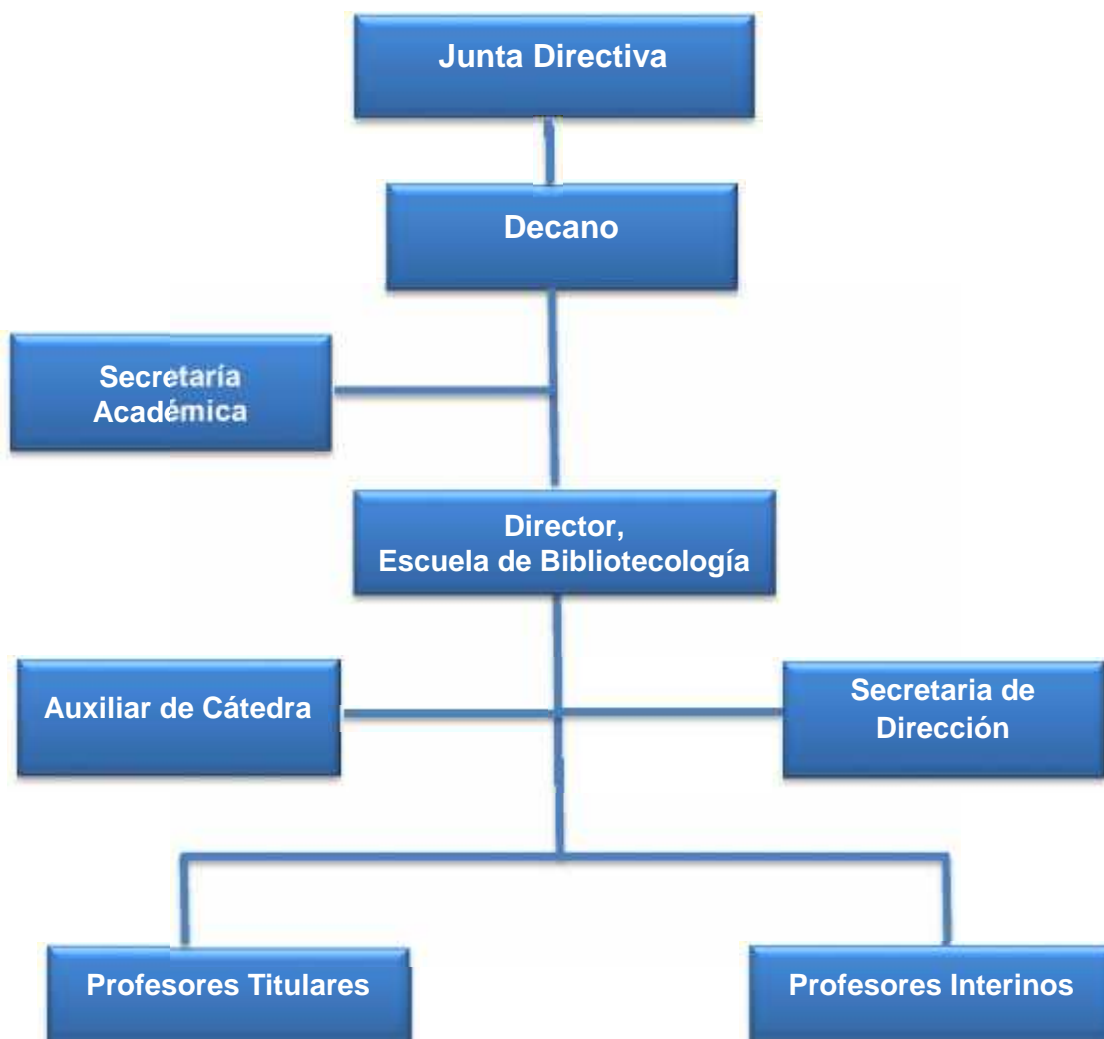 Junta Directiva
Decano
Secretaría
Académica
Director,
Escuela de Bibliotecología
Auxiliar de Cátedra
Secretaria de
Dirección
Profesores Titulares
Profesores Interinos